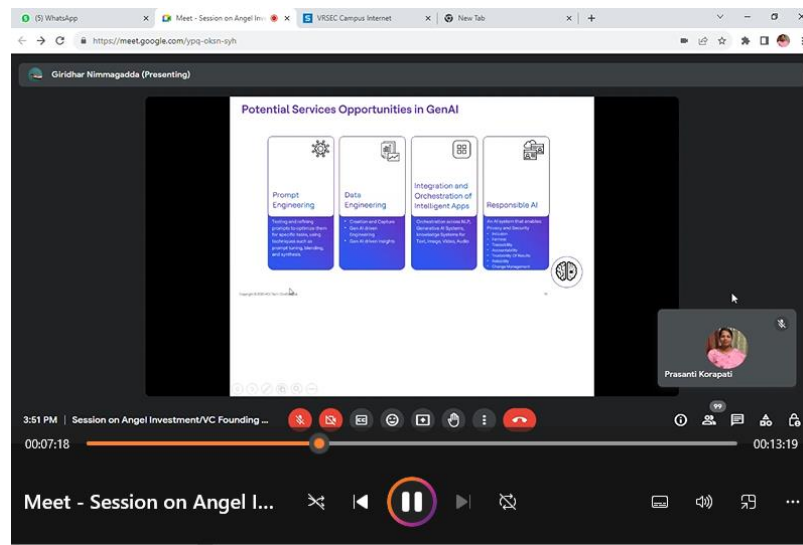 (5) WhatsApp
Meet - Session on Angel Inv
VRSEC Campus Internet
New Tab
https://meet.google.com/ypq-oksn-syh
Giridhar Nimmagadda (Presenting)
Potential Services Opportunities in GenAI
Prompt
Engineering
Testing and refining
prompts to optimize them
for specific tasks, using
techniques such as
prompt tuning, blending,
and synthesis
Data
Engineering
• Creation and Capture
• Gen AI driven
Engineering
• Gen AI driven insights
Integration and
Orchestration of
Intelligent Apps
Orchestration across NLP,
Generative AI Systems,
knowledge Systems for
Text, Image, Video, Audio
Responsible AI
An AI system that enables
Privacy and Security
• Inclusion
• Fairness
• Traceability
• Accountability
• Traceability Of Results
• Reliability
• Change Management
Prasanti Korapati
3:51 PM | Session on Angel Investment/VC Founding ...
99
00:07:18
00:13:19
Meet - Session on Angel I...